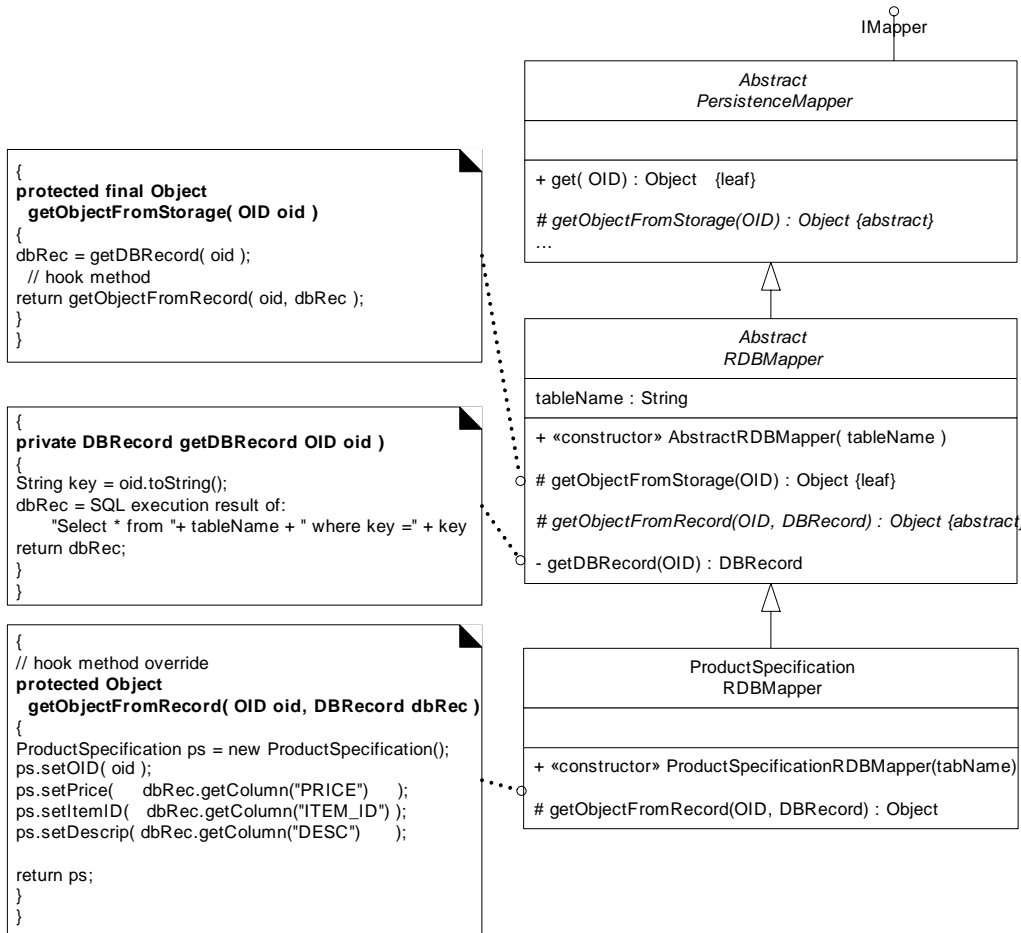 IMapper
Abstract
PersistenceMapper
+ get( OID) : Object {leaf}
# getObjectFromStorage(OID) : Object {abstract}
...
{
protected final Object
getObjectFromStorage( OID oid )
{
dbRec = getDBRecord( oid );
// hook method
return getObjectFromRecord( oid, dbRec );
}
}
Abstract
RDBMapper
tableName : String
+ «constructor» AbstractRDBMapper( tableName )
# getObjectFromStorage(OID) : Object {leaf}
# getObjectFromRecord(OID, DBRecord) : Object {abstract}
- getDBRecord(OID) : DBRecord
{
private DBRecord getDBRecord OID oid )
{
String key = oid.toString();
dbRec = SQL execution result of:
"Select * from "+ tableName + " where key =" + key
return dbRec;
}
}
{
// hook method override
protected Object
getObjectFromRecord( OID oid, DBRecord dbRec )
{
ProductSpecification ps = new ProductSpecification();
ps.setOID( oid );
ps.setPrice( dbRec.getColumn("PRICE") );
ps.setItemID( dbRec.getColumn("ITEM_ID") );
ps.setDescrip( dbRec.getColumn("DESC") );
return ps;
}
}
ProductSpecification
RDBMapper
+ «constructor» ProductSpecificationRDBMapper(tabName)
# getObjectFromRecord(OID, DBRecord) : Object